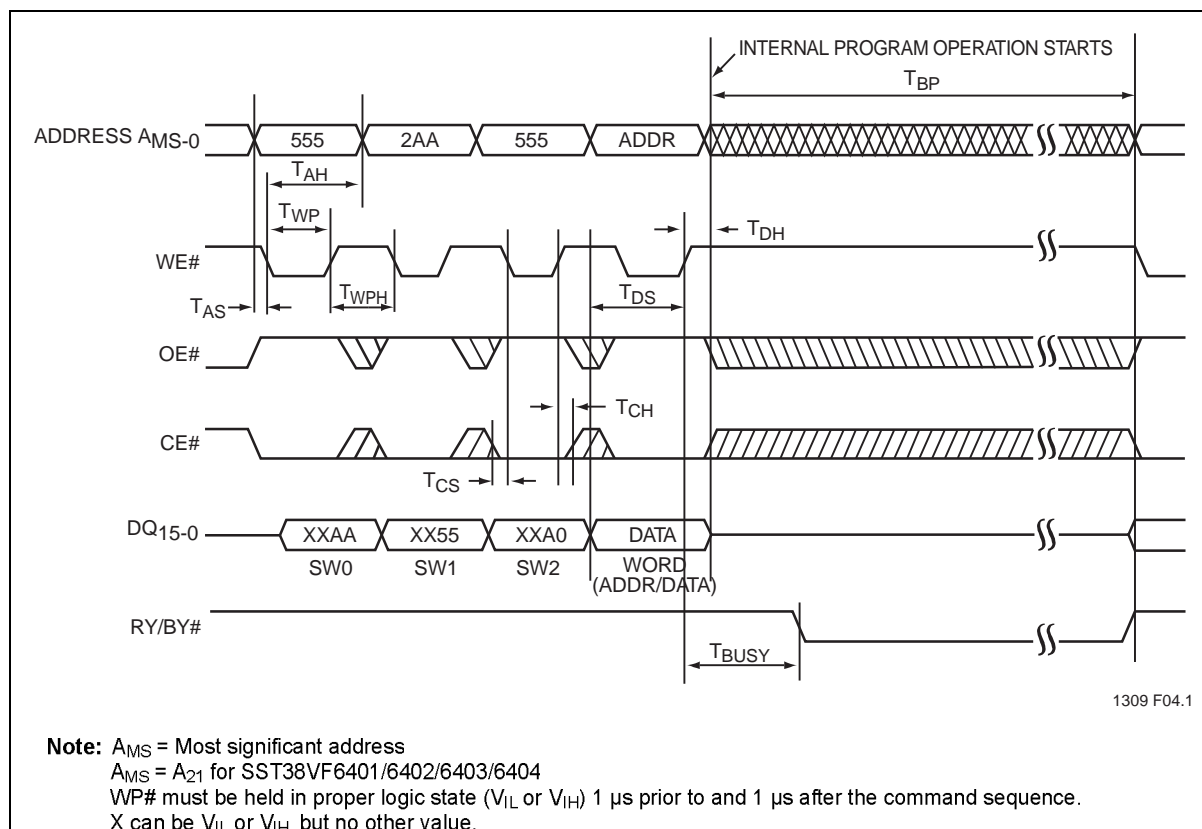 INTERNAL PROGRAM OPERATION STARTS
TBP
ADDRESS AMS-0
555
2AA
555
ADDR
TAH
TWP
TDH
WE#
TWPH
TDS
TAS
OE#
TCH
CE#
TCS
DQ15-0
XXAA
XX55
XXA0
DATA
SW0
SW1
SW2
WORD
(ADDR/DATA)
RY/BY#
TBUSY
1309 F04.1
Note: AMS = Most significant address
AMS = A21 for SST38VF6401/6402/6403/6404
WP# must be held in proper logic state (VIL or VIH) 1 µs prior to and 1 µs after the command sequence.
X can be VIL or VIH, but no other value.